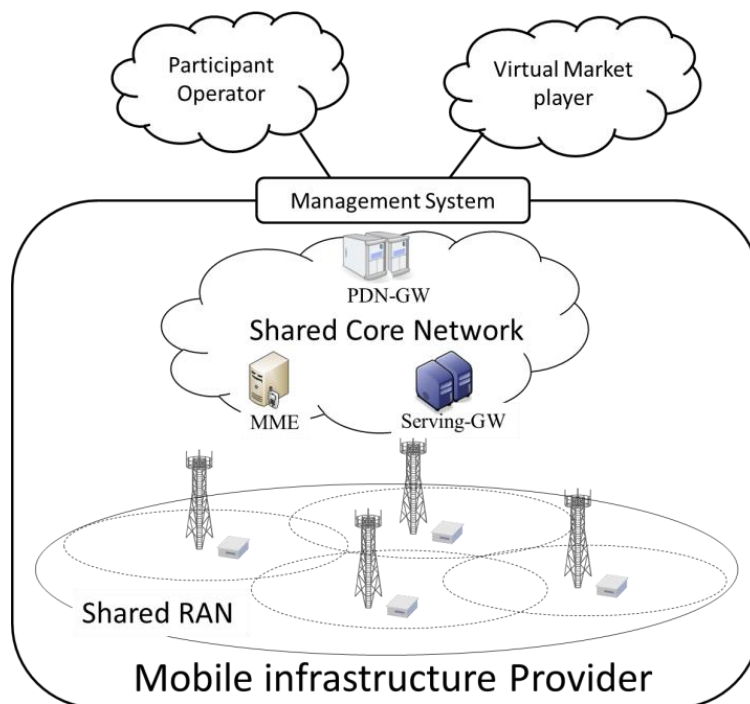 Participant
Operator
Virtual Market
player
Management System
PDN-GW
Shared Core Network
MME
Serving-GW
Shared RAN
Mobile infrastructure Provider